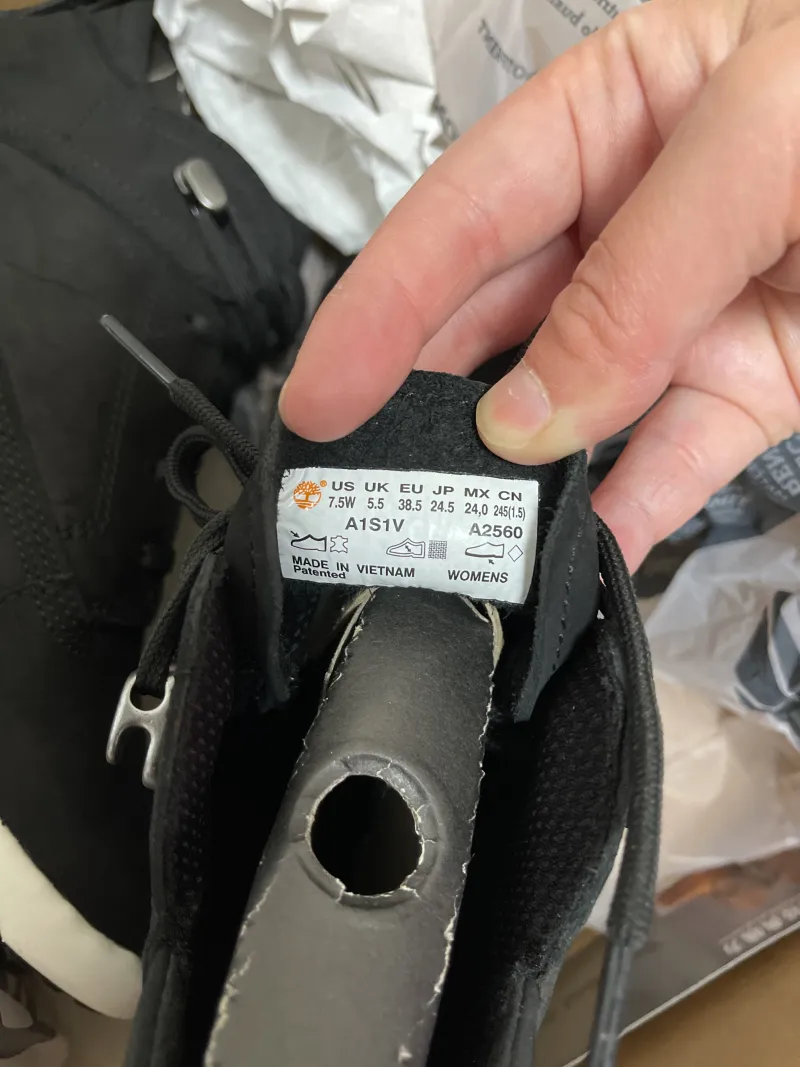 ® US UK EU JP MX CN
7.5W 5.5 38.5 24.5 24,0 245(1.5)
A1S1V A2560
MADE IN VIETNAM WOMENS
Patented